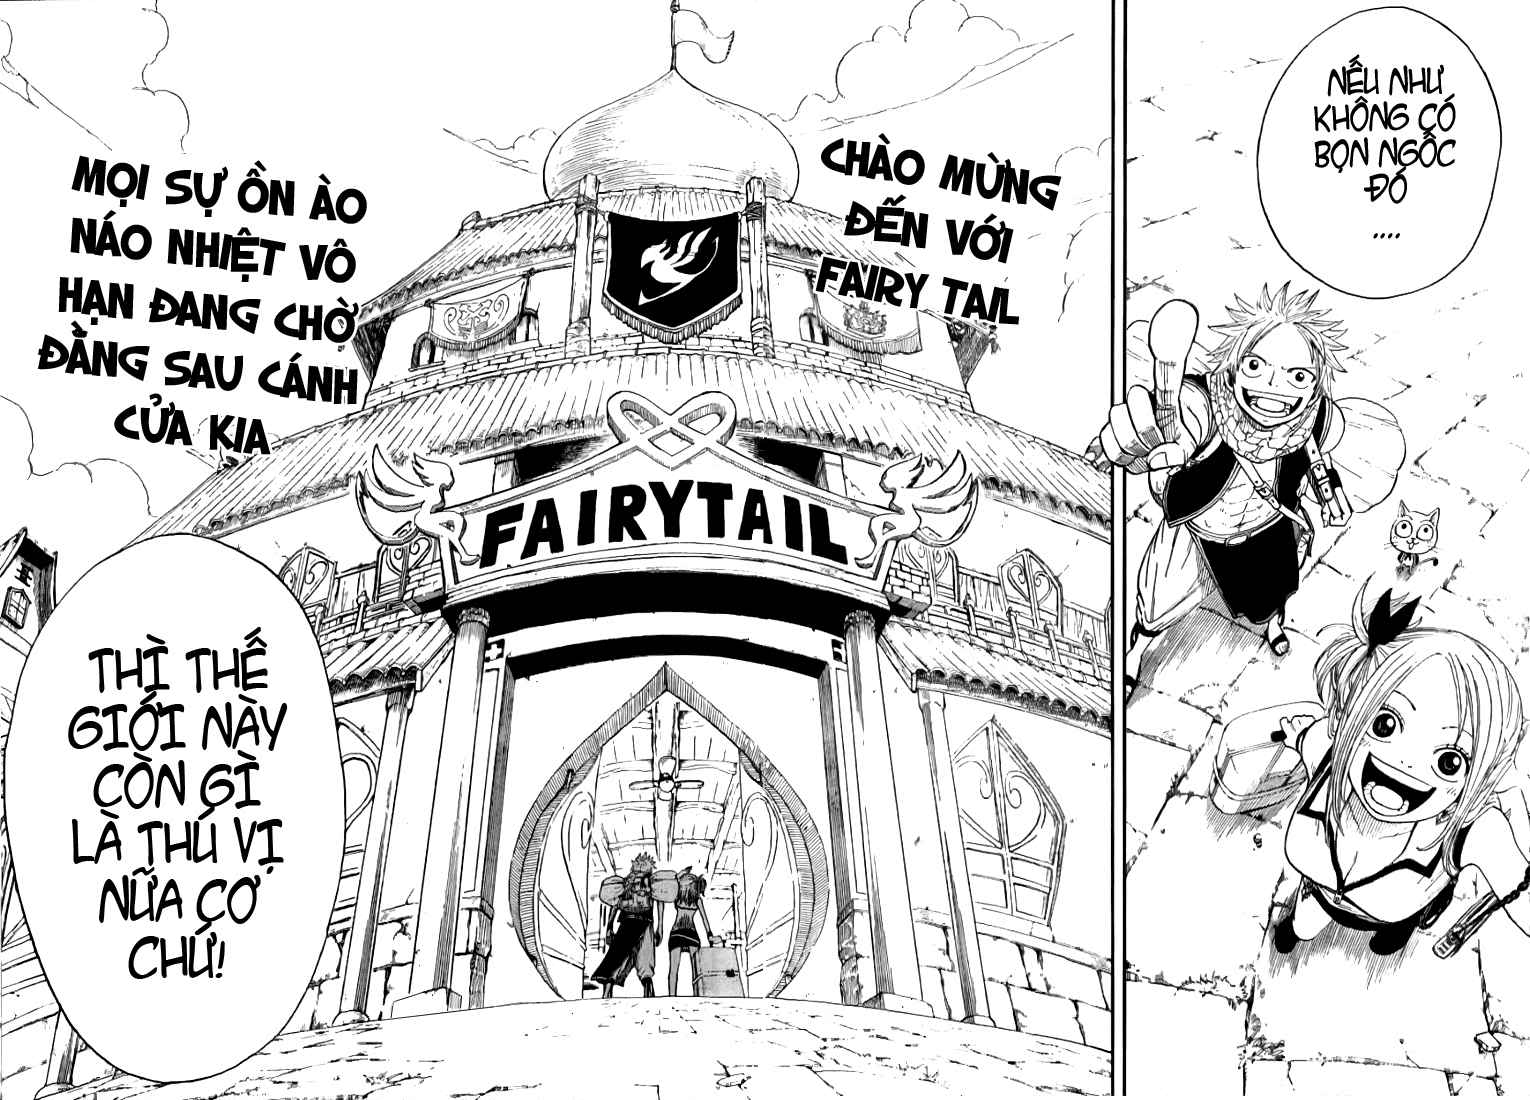 NẾU NHƯ
KHÔNG CÓ
BỌN NGỐC
ĐÓ
....
CHÀO MỪNG
ĐẾN VỚI
FAIRY TAIL
MỌI SỰ ỒN ÀO
NÁO NHIỆT VÔ
HẠN ĐANG CHỜ
ĐẰNG SAU CÁNH
CỬA KIA
FAIRYTAIL
THÌ THẾ
GIỚI NÀY
CÒN GÌ
LÀ THÚ VỊ
NỮA CƠ
CHỨ!